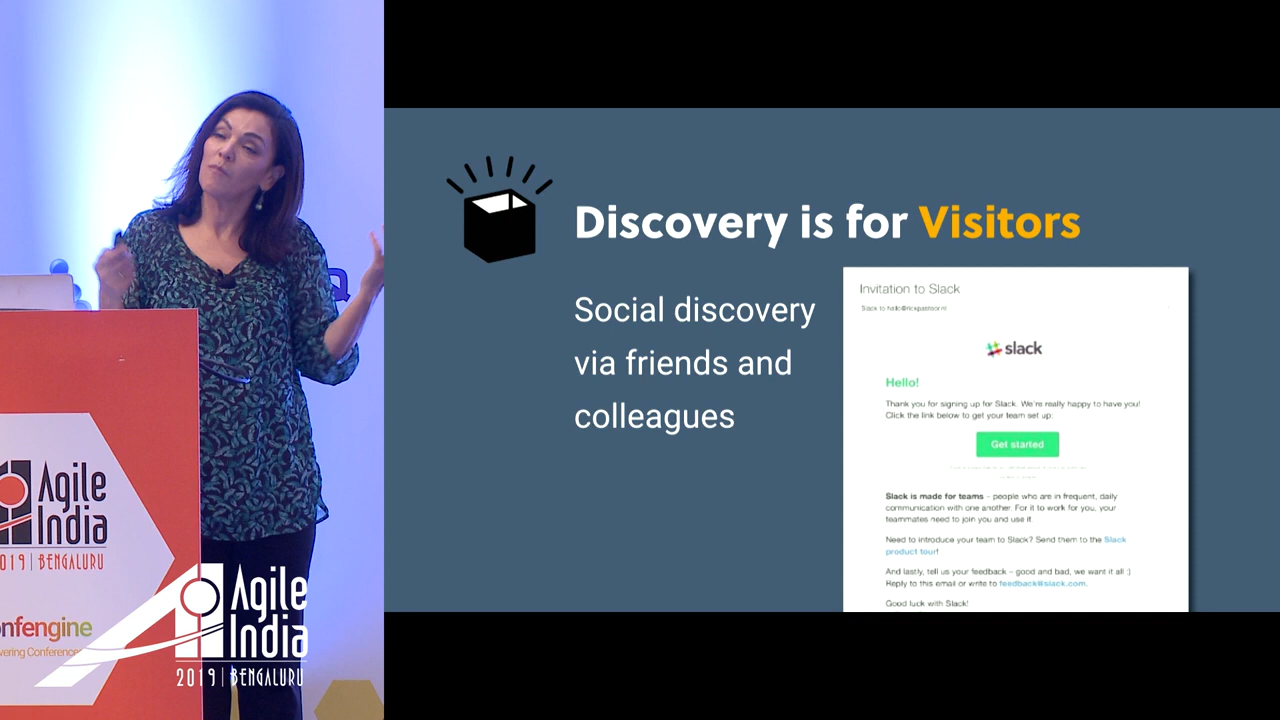 Discovery is for Visitors
Social discovery
via friends and
colleagues
Invitation to Slack
slack
Hello!
Thank you for signing up for Slack. We're really happy to have you!
Click the link below to get your team set up:
Get started
Slack is made for teams – people who are in frequent, daily
communication with one another. For it to work for you, your
teammates need to join you and use it.
Need to introduce your team to Slack? Send them to the Slack
product tour!
And lastly, tell us your feedback – good and bad, we want it all :)
Reply to this email or write to feedback@slack.com.
Good luck with Slack!
Agile
India
2019 | BENGALURU
nfengine
vering Conferences
Agile
India
2019 | BENGALURU